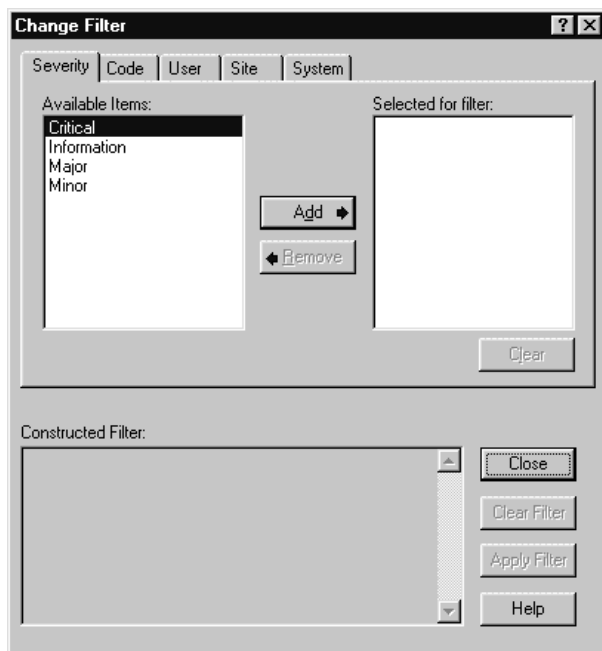 Change Filter
Severity Code User Site System
Available Items:
Selected for filter:
Critical
Information
Major
Minor
Add
Remove
Clear
Constructed Filter:
Close
Clear Filter
Apply Filter
Help